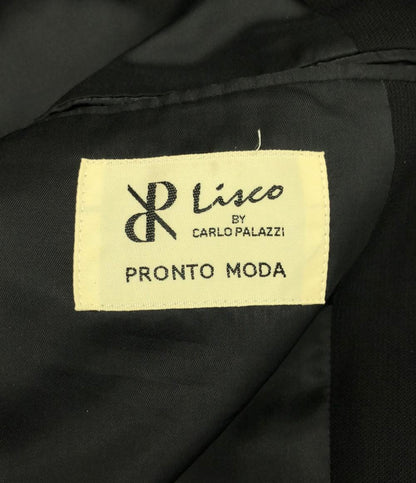 Lisco
BY
CARLO PALAZZI
PRONTO MODA